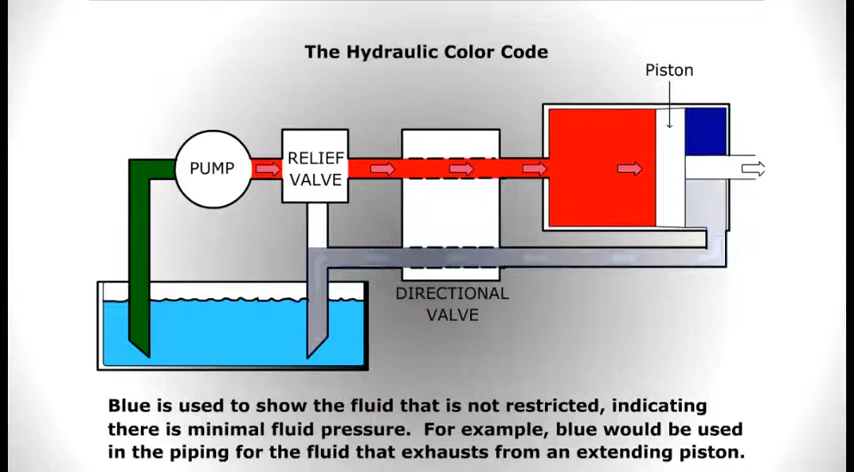 The Hydraulic Color Code
Piston
PUMP
RELIEF
VALVE
DIRECTIONAL
VALVE
Blue is used to show the fluid that is not restricted, indicating
there is minimal fluid pressure.  For example, blue would be used
in the piping for the fluid that exhausts from an extending piston.